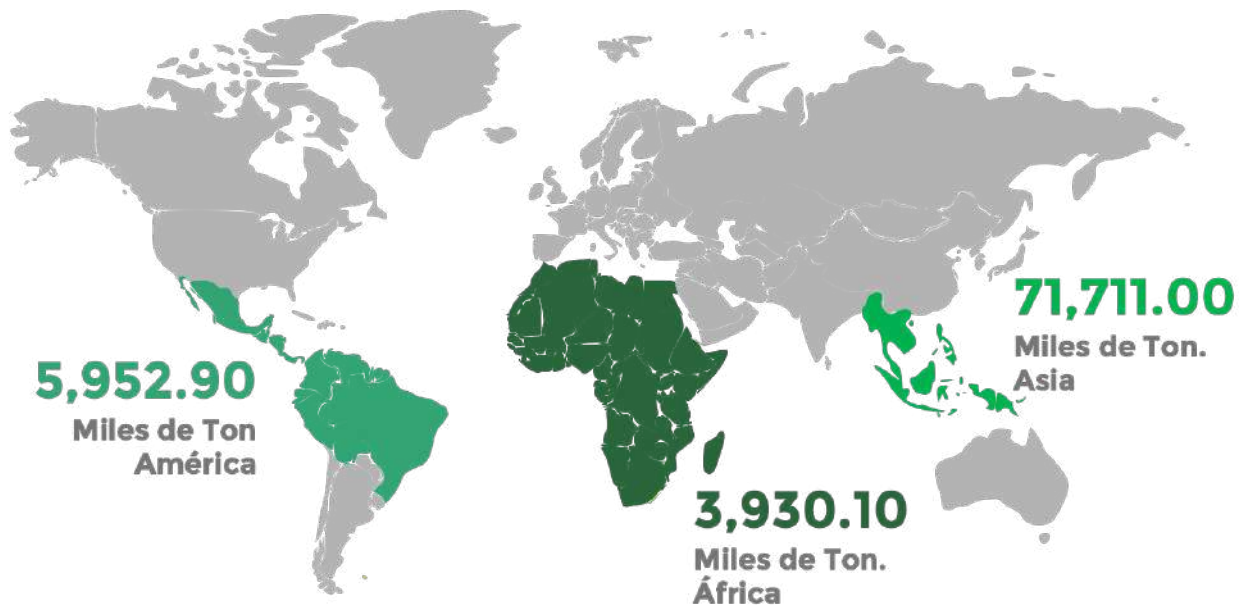 71,711.00
Miles de Ton.
Asia
5,952.90
Miles de Ton
América
3,930.10
Miles de Ton.
África